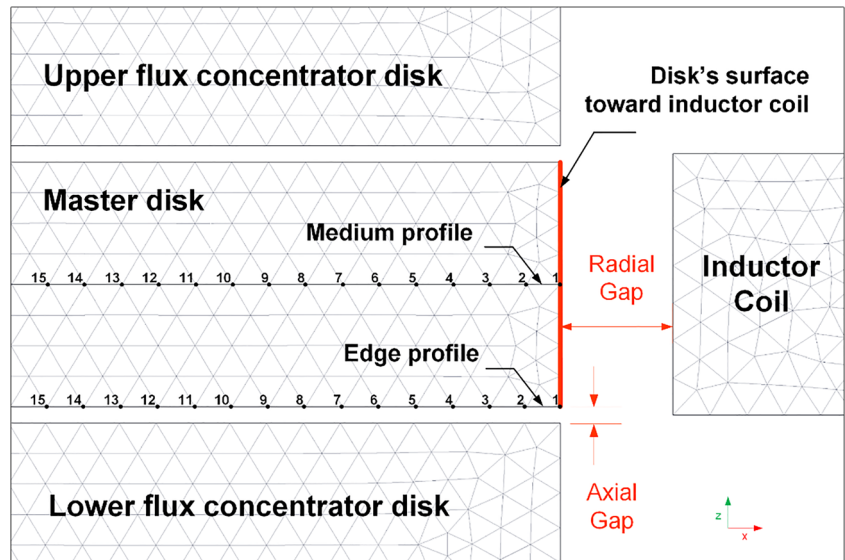 Upper flux concentrator disk
Disk's surface
toward inductor coil
Master disk
Medium profile
15 14 13 12 11 10 9 8 7 6 5 4 3 2 1
Radial
Gap
Inductor
Coil
Edge profile
15 14 13 12 11 10 9 8 7 6 5 4 3 2 1
Lower flux concentrator disk
Axial
Gap
z
x